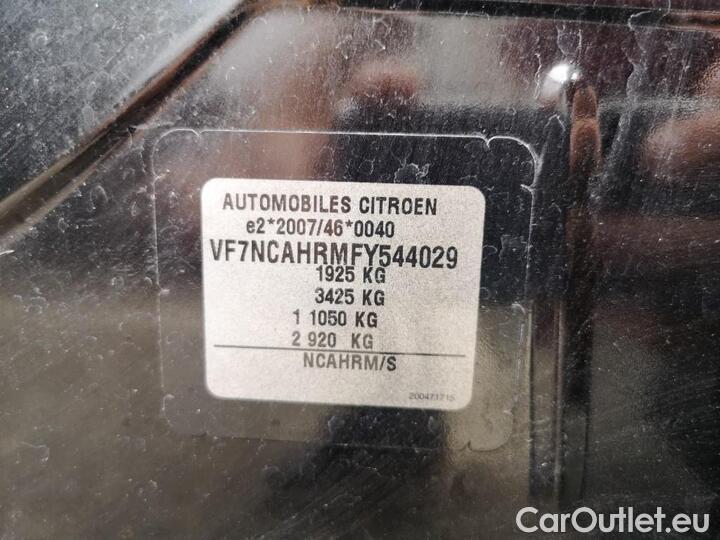 AUTOMOBILES CITROEN
e2*2007/46*0040
VF7NCAHRMFY544029
1925 KG
3425 KG
1 1050 KG
2 920 KG
NCAHRM/S
200471715
CarOutlet.eu